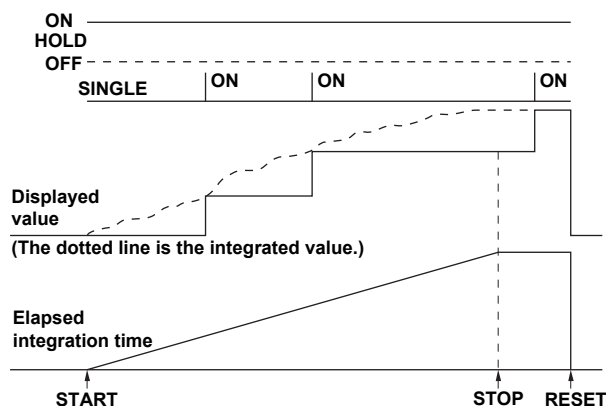 ON
HOLD
OFF
SINGLE ON ON ON
Displayed
value
(The dotted line is the integrated value.)
Elapsed
integration time
START STOP RESET